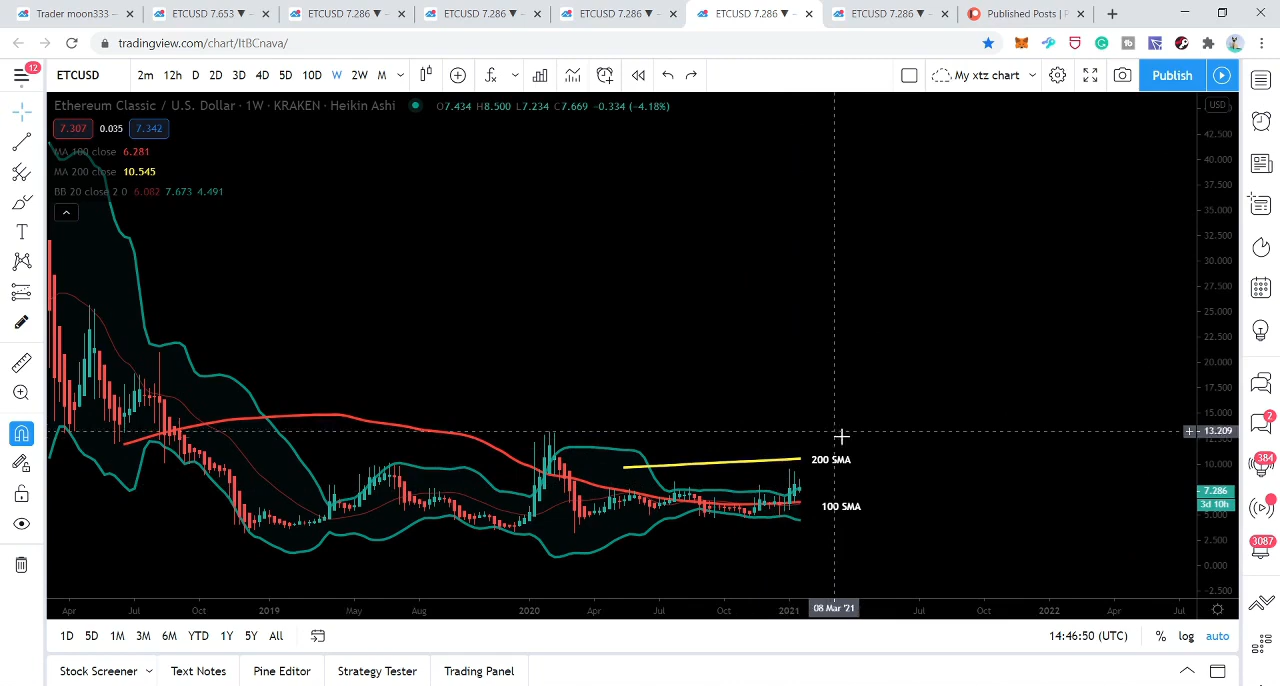 Trader moon333 — ETCUSD 7.653 ▼ - ETCUSD 7.286 ▼ - ETCUSD 7.286 ▼ - ETCUSD 7.286 ▼ - ETCUSD 7.286 ▼ - ETCUSD 7.286 ▼ - Published Posts | P
tradingview.com/chart/ItBCnava/
12 ETCUSD 2m 12h D 2D 3D 4D 5D 10D W 2W M My xtz chart Publish
Ethereum Classic / U.S. Dollar · 1W · KRAKEN · Heikin Ashi O7.434 H8.500 L7.234 C7.669 -0.334 (-4.18%) USD
7.307 0.035 7.342
42.500
MA 100 close 6.281
40.000
MA 200 close 10.545
37.500
BB 20 close 2 0 6.082 7.673 4.491
35.000
32.500
30.000
27.500
25.000
22.500
20.000
17.500
15.000
2
13.209
12.500
200 SMA
10.000
384
7.286
3d 10h
100 SMA
5.000
2.500
3087
0.000
-2.500
Apr Jul Oct 2019 May Aug 2020 Apr Jul Oct 2021 08 Mar '21 Jul Oct 2022 Apr Jul
1D 5D 1M 3M 6M YTD 1Y 5Y All 14:46:50 (UTC) % log auto
Stock Screener Text Notes Pine Editor Strategy Tester Trading Panel